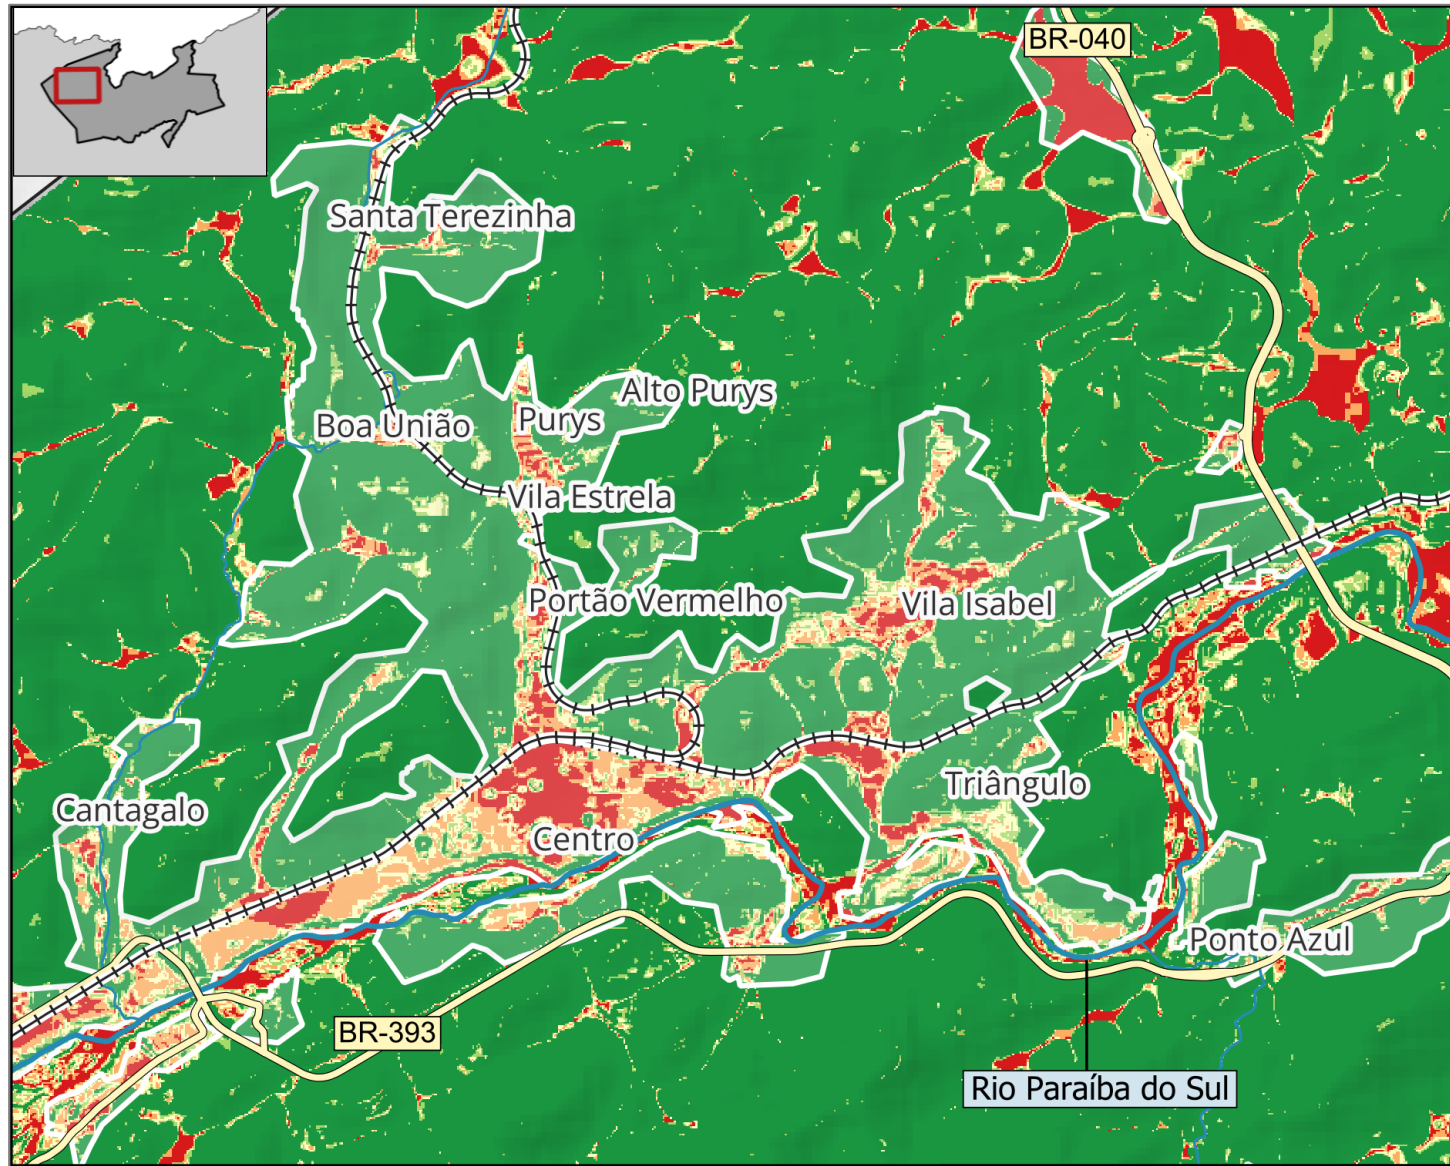 BR-040
Santa Terezinha
Alto Purys
Purys
Boa União
Vila Estrela
Portão Vermelho
Vila Isabel
Triângulo
Cantagalo
Centro
Ponto Azul
BR-393
Rio Paraíba do Sul